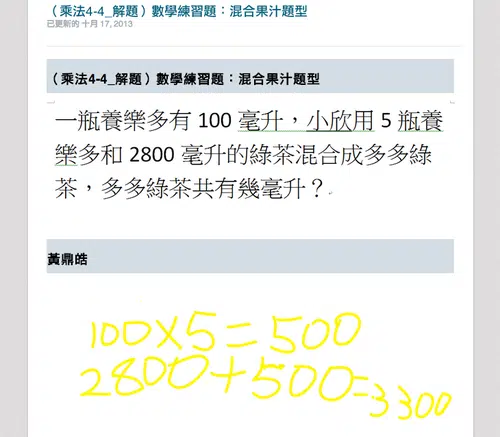 （乘法4-4_解題）數學練習題：混合果汁題型
已更新的 十月 17, 2013
（乘法4-4_解題）數學練習題：混合果汁題型
一瓶養樂多有 100 毫升，小欣用 5 瓶養
樂多和 2800 毫升的綠茶混合成多多綠
茶，多多綠茶共有幾毫升？
黃鼎皓
100×5=500
2800+500=3300